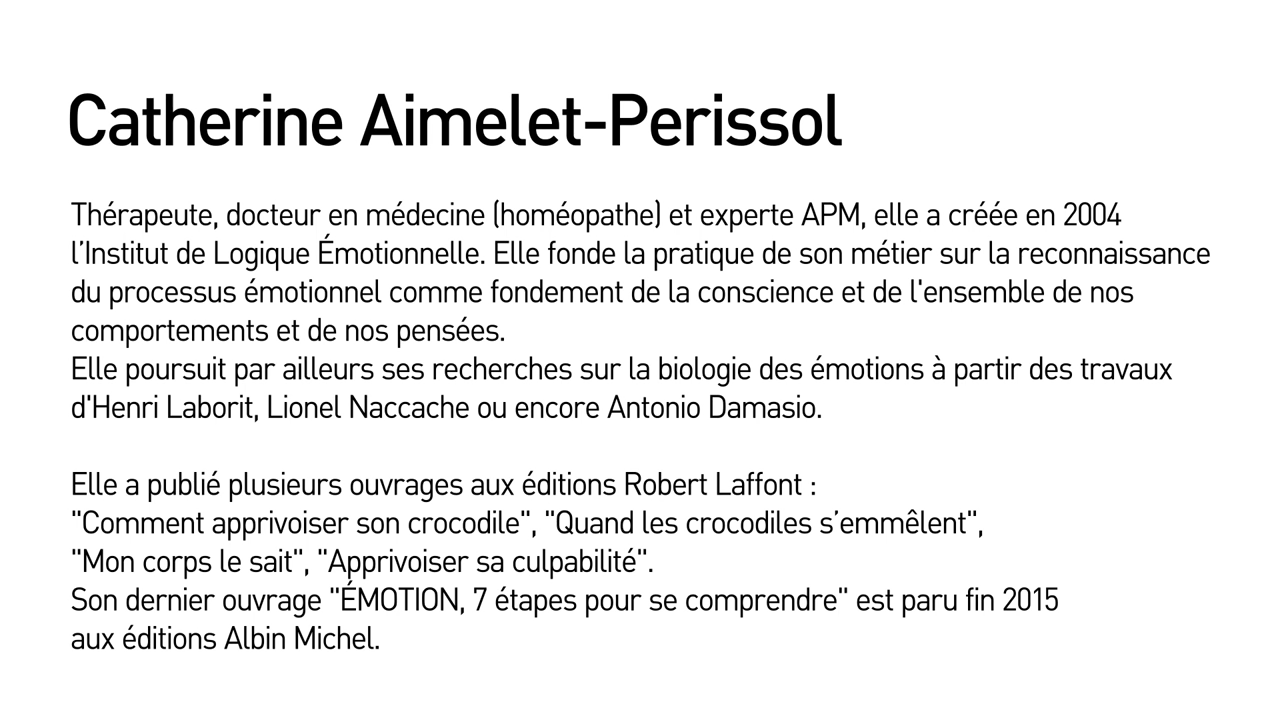 Catherine Aimelet-Perissol
Thérapeute, docteur en médecine (homéopathe) et experte APM, elle a créée en 2004
l’Institut de Logique Émotionnelle. Elle fonde la pratique de son métier sur la reconnaissance
du processus émotionnel comme fondement de la conscience et de l'ensemble de nos
comportements et de nos pensées.
Elle poursuit par ailleurs ses recherches sur la biologie des émotions à partir des travaux
d'Henri Laborit, Lionel Naccache ou encore Antonio Damasio.
Elle a publié plusieurs ouvrages aux éditions Robert Laffont :
"Comment apprivoiser son crocodile", "Quand les crocodiles s’emmêlent",
"Mon corps le sait", "Apprivoiser sa culpabilité".
Son dernier ouvrage "ÉMOTION, 7 étapes pour se comprendre" est paru fin 2015
aux éditions Albin Michel.